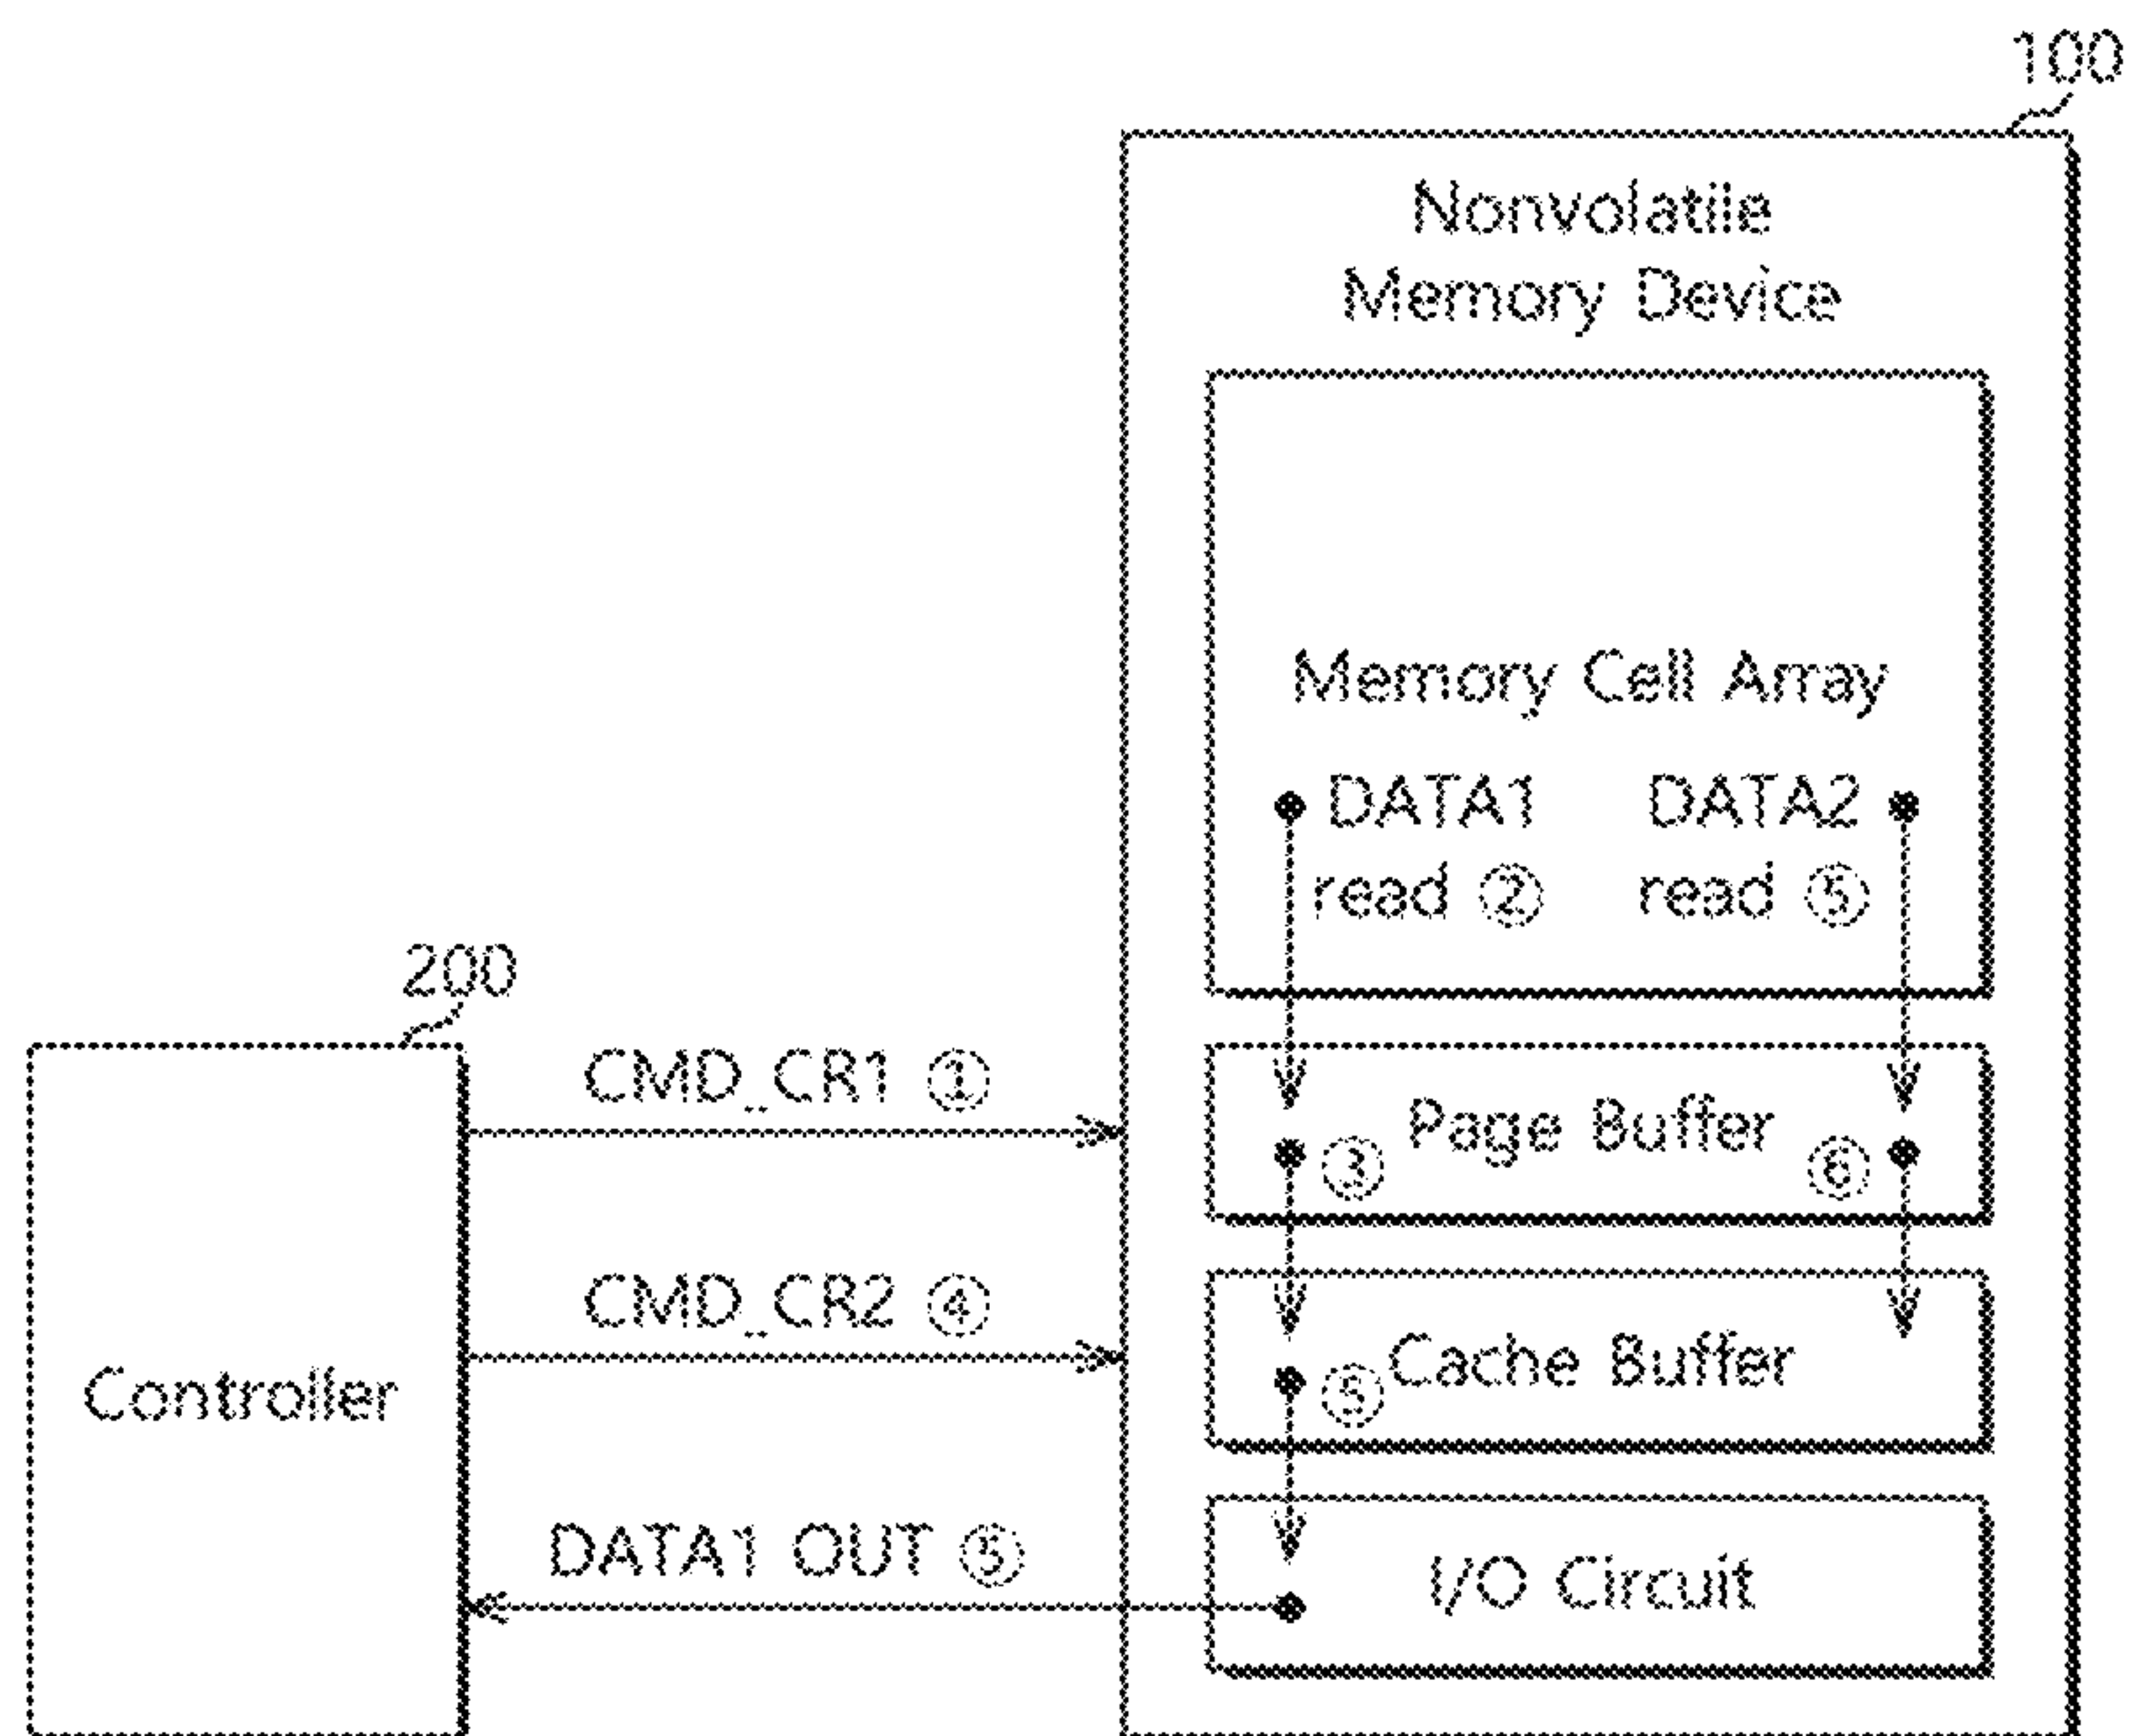 100
Nonvolatile
Memory Device
Memory Cell Array
DATA1 DATA2
read ② read ⑤
200
CMD_CR1 ①
Page Buffer
③ ⑥
CMD_CR2 ④
Cache Buffer
⑤
Controller
DATA1 OUT ⑤
I/O Circuit